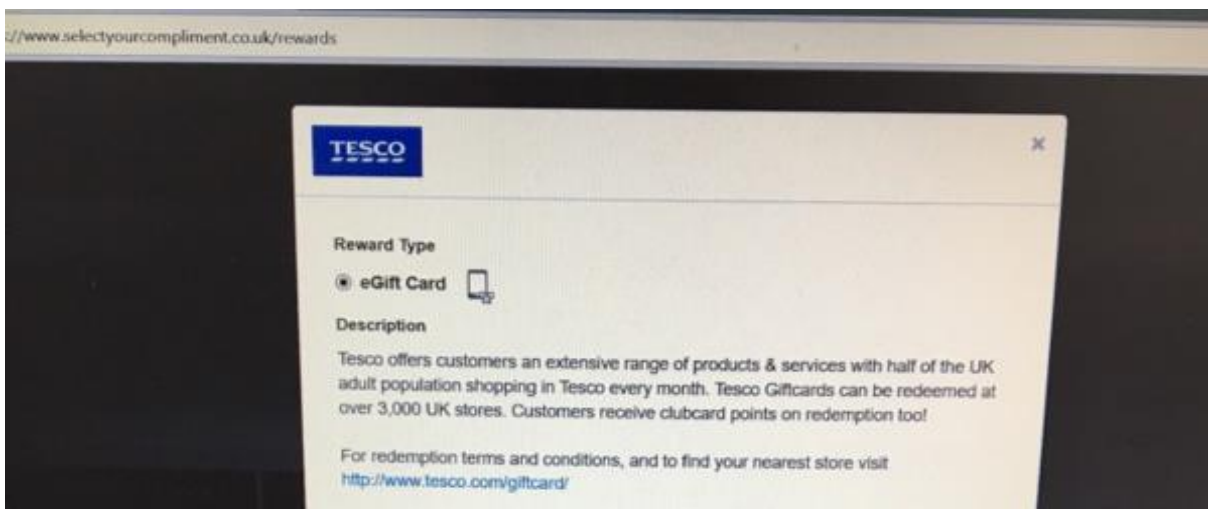 ://www.selectyourcompliment.co.uk/rewards
TESCO
Reward Type
eGift Card
Description
Tesco offers customers an extensive range of products & services with half of the UK
adult population shopping in Tesco every month. Tesco Giftcards can be redeemed at
over 3,000 UK stores. Customers receive clubcard points on redemption too!
For redemption terms and conditions, and to find your nearest store visit
http://www.tesco.com/giftcard/